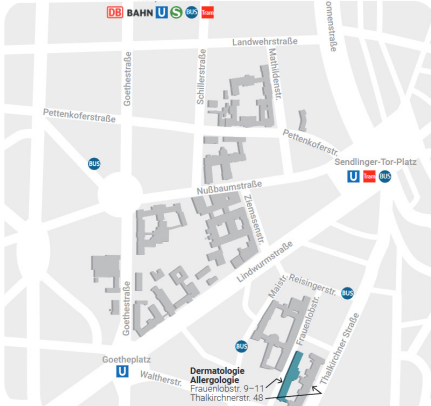 DB BAHN U S BUS Tram
onnenstraße
Landwehrstraße
Goethestraße
Schillerstraße
Mathildenstr.
Pettenkoferstraße
Pettenkoferstr.
Sendlinger-Tor-Platz
U Tram BUS
BUS
Nußbaumstraße
Ziemssenstr.
Lindwurmstraße
Goethestraße
Maistr.
Reisingerstr.
BUS
Frauenlobstr.
Thalkirchner Straße
BUS
Goetheplatz
U
Waltherstr.
Dermatologie
Allergologie
Frauenlobstr. 9–11
Thalkirchnerstr. 48